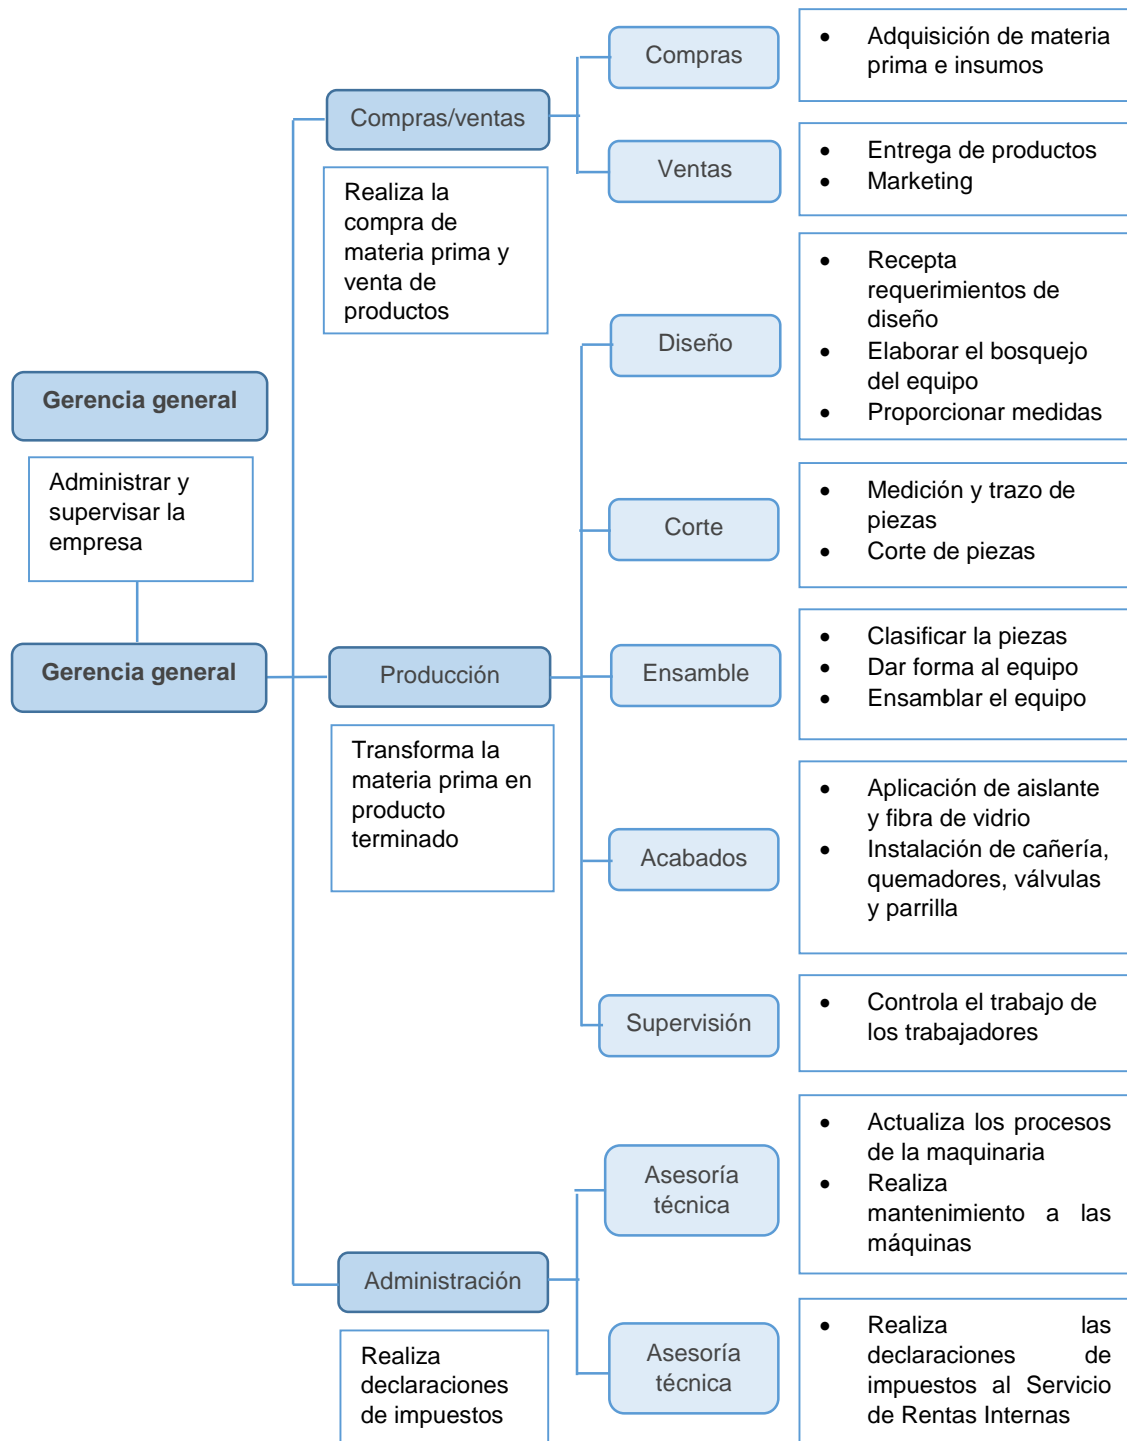 Gerencia general
Administrar y
supervisar la
empresa
Gerencia general
Compras/ventas
Realiza la
compra de
materia prima y
venta de
productos
Compras
• Adquisición de materia
prima e insumos
Ventas
• Entrega de productos
• Marketing
Producción
Transforma la
materia prima en
producto
terminado
Diseño
• Recepta
requerimientos de
diseño
• Elaborar el bosquejo
del equipo
• Proporcionar medidas
Corte
• Medición y trazo de
piezas
• Corte de piezas
Ensamble
• Clasificar la piezas
• Dar forma al equipo
• Ensamblar el equipo
Acabados
• Aplicación de aislante
y fibra de vidrio
• Instalación de cañería,
quemadores, válvulas
y parrilla
Supervisión
• Controla el trabajo de
los trabajadores
Administración
Realiza
declaraciones
de impuestos
Asesoría
técnica
• Actualiza los procesos
de la maquinaria
• Realiza
mantenimiento a las
máquinas
Asesoría
técnica
• Realiza las
declaraciones de
impuestos al Servicio
de Rentas Internas